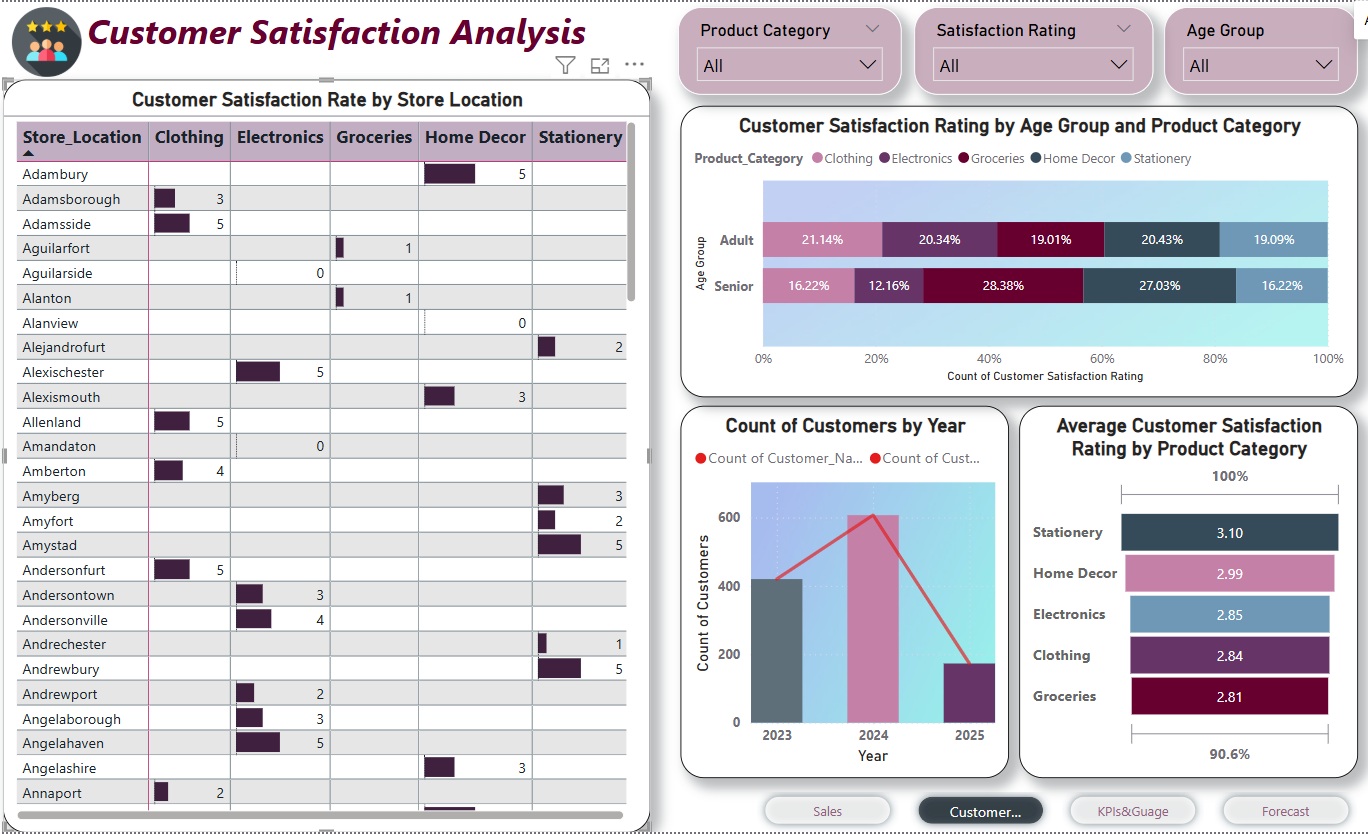 Customer Satisfaction Analysis
Product Category
All
Satisfaction Rating
All
Age Group
All
Customer Satisfaction Rate by Store Location
Store_Location Clothing Electronics Groceries Home Decor Stationery
Adambury 5
Adamsborough 3
Adamsside 5
Aguilarfort 1
Aguilarside 0
Alanton 1
Alanview 0
Alejandrofurt 2
Alexischester 5
Alexismouth 3
Allenland 5
Amandaton 0
Amberton 4
Amyberg 3
Amyfort 2
Amystad 5
Andersonfurt 5
Andersontown 3
Andersonville 4
Andrechester 1
Andrewbury 5
Andrewport 2
Angelaborough 3
Angelahaven 5
Angelashire 3
Annaport 2
Customer Satisfaction Rating by Age Group and Product Category
Product_Category Clothing Electronics Groceries Home Decor Stationery
Age Group
Adult 21.14% 20.34% 19.01% 20.43% 19.09%
Senior 16.22% 12.16% 28.38% 27.03% 16.22%
0% 20% 40% 60% 80% 100%
Count of Customer Satisfaction Rating
Count of Customers by Year
Count of Customer_Na... Count of Cust...
Count of Customers
600
400
200
0
2023 2024 2025
Year
Average Customer Satisfaction
Rating by Product Category
100%
Stationery 3.10
Home Decor 2.99
Electronics 2.85
Clothing 2.84
Groceries 2.81
90.6%
Sales
Customer...
KPIs&Guage
Forecast